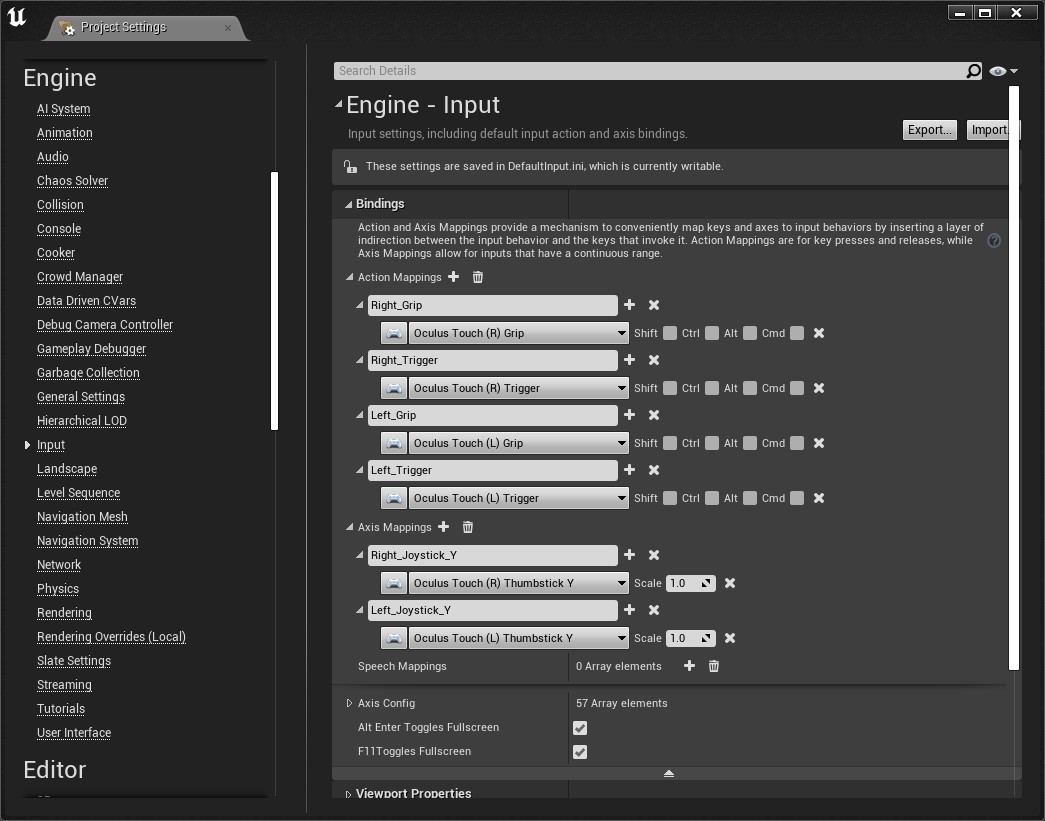 Project Settings
Engine
AI System
Animation
Audio
Chaos Solver
Collision
Console
Cooker
Crowd Manager
Data Driven CVars
Debug Camera Controller
Gameplay Debugger
Garbage Collection
General Settings
Hierarchical LOD
Input
Landscape
Level Sequence
Navigation Mesh
Navigation System
Network
Physics
Rendering
Rendering Overrides (Local)
Slate Settings
Streaming
Tutorials
User Interface
Editor
Search Details
Engine - Input
Input settings, including default input action and axis bindings.
Export... Import...
These settings are saved in DefaultInput.ini, which is currently writable.
Bindings
Action and Axis Mappings provide a mechanism to conveniently map keys and axes to input behaviors by inserting a layer of
indirection between the input behavior and the keys that invoke it. Action Mappings are for key presses and releases, while
Axis Mappings allow for inputs that have a continuous range.
Action Mappings
Right_Grip
Oculus Touch (R) Grip Shift Ctrl Alt Cmd
Right_Trigger
Oculus Touch (R) Trigger Shift Ctrl Alt Cmd
Left_Grip
Oculus Touch (L) Grip Shift Ctrl Alt Cmd
Left_Trigger
Oculus Touch (L) Trigger Shift Ctrl Alt Cmd
Axis Mappings
Right_Joystick_Y
Oculus Touch (R) Thumbstick Y Scale 1.0
Left_Joystick_Y
Oculus Touch (L) Thumbstick Y Scale 1.0
Speech Mappings 0 Array elements
Axis Config 57 Array elements
Alt Enter Toggles Fullscreen
F11Toggles Fullscreen
Viewport Properties